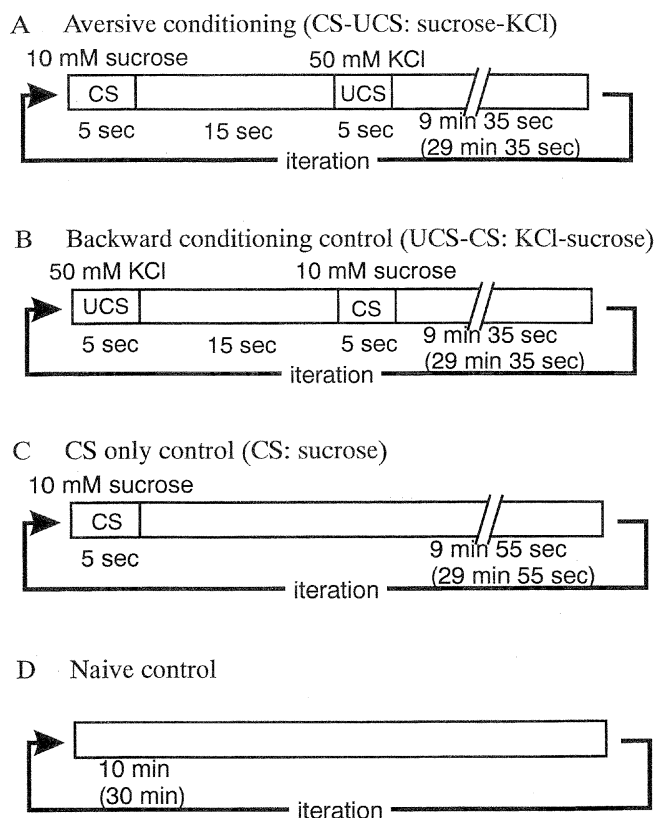 A Aversive conditioning (CS-UCS: sucrose-KCl)
10 mM sucrose 50 mM KCl
CS UCS
5 sec 15 sec 5 sec 9 min 35 sec
(29 min 35 sec)
iteration
B Backward conditioning control (UCS-CS: KCl-sucrose)
50 mM KCl 10 mM sucrose
UCS CS
5 sec 15 sec 5 sec 9 min 35 sec
(29 min 35 sec)
iteration
C CS only control (CS: sucrose)
10 mM sucrose
CS
5 sec 9 min 55 sec
(29 min 55 sec)
iteration
D Naive control
10 min
(30 min)
iteration